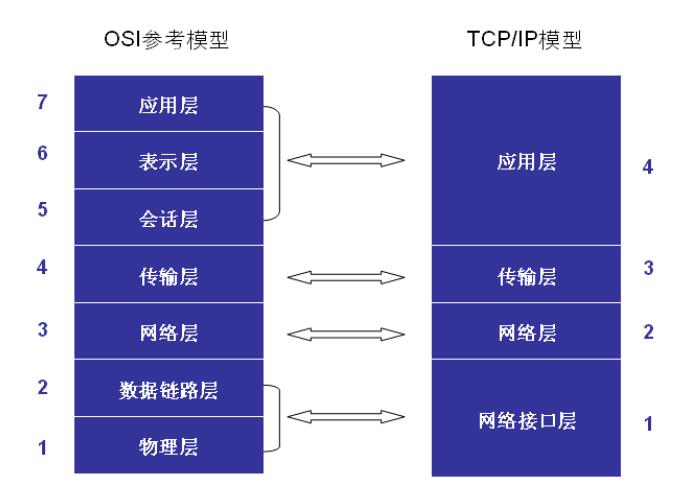 OSI参考模型
TCP/IP模型
7
应用层
6
表示层
5
会话层
4
传输层
3
网络层
2
数据链路层
1
物理层
应用层
4
传输层
3
网络层
2
网络接口层
1